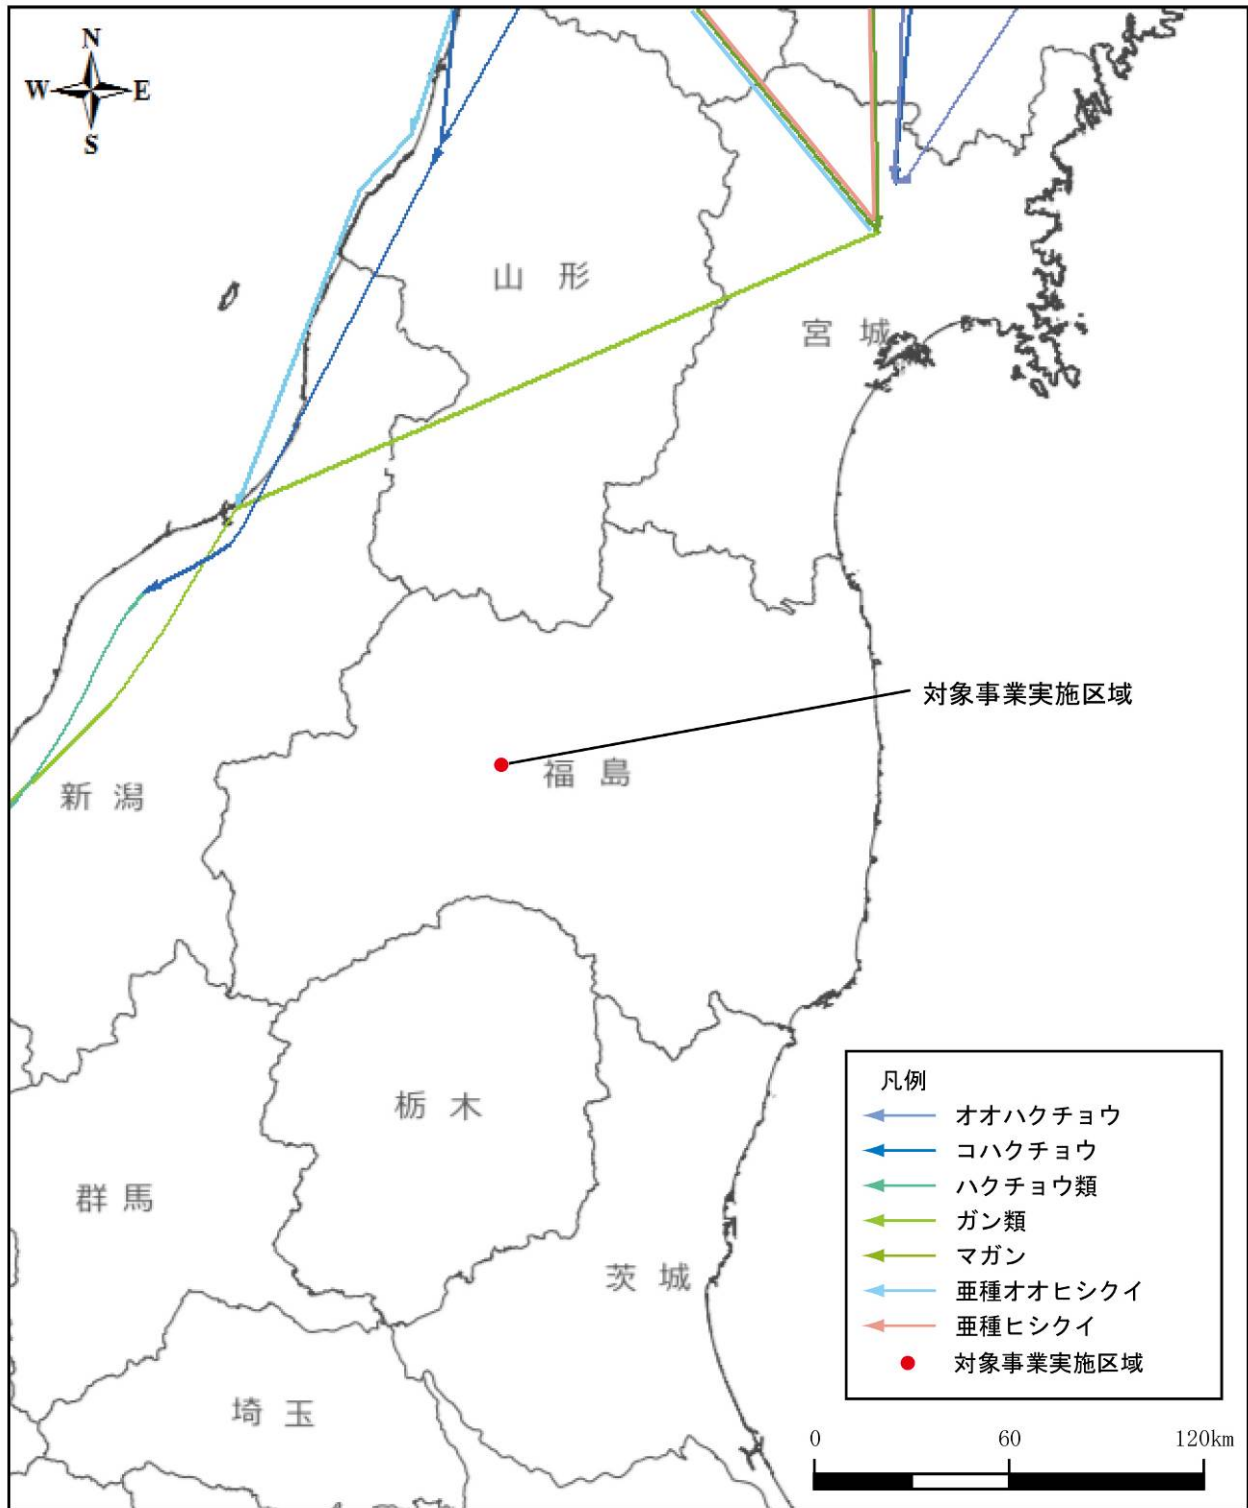 N
W E
S
山 形
宮 城
対象事業実施区域
福 島
新 潟
栃 木
群 馬
茨 城
埼 玉
凡例
オオハクチョウ
コハクチョウ
ハクチョウ類
ガン類
マガン
亜種オオヒシクイ
亜種ヒシクイ
対象事業実施区域
0 60 120km